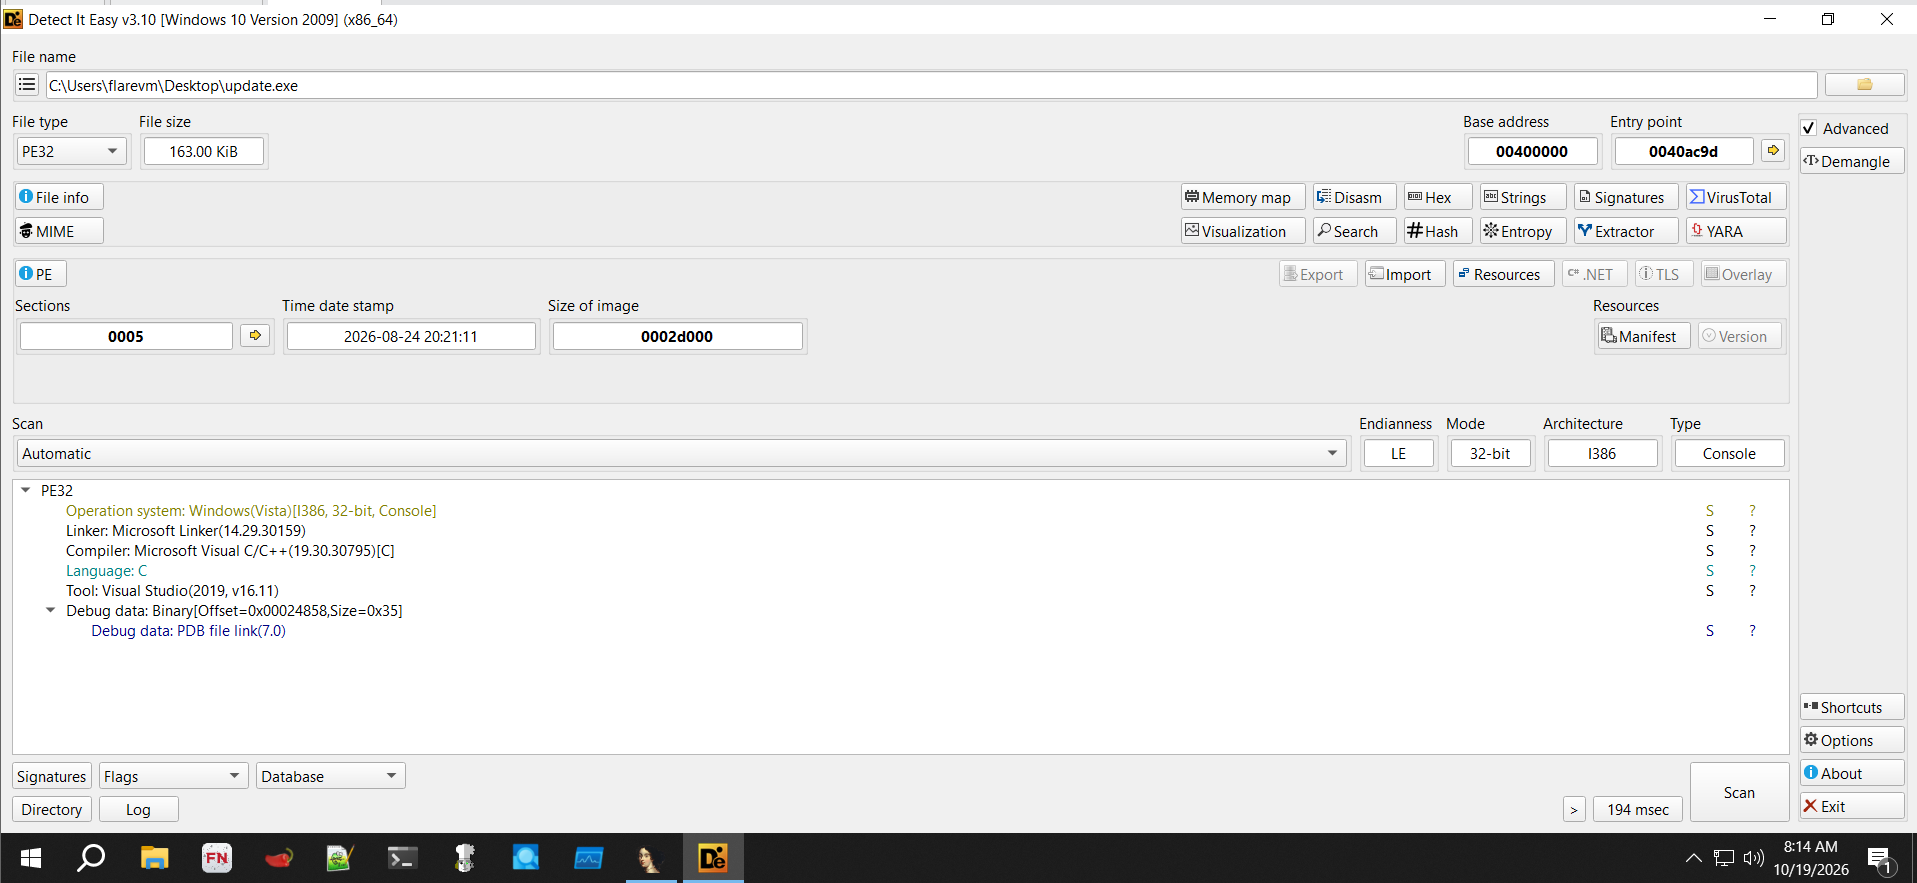 Detect It Easy v3.10 [Windows 10 Version 2009] (x86_64)
File name
C:\Users\flarevm\Desktop\update.exe
File type File size Base address Entry point Advanced
PE32 163.00 KiB 00400000 0040ac9d Demangle
File info Memory map Disasm Hex Strings Signatures VirusTotal
MIME Visualization Search Hash Entropy Extractor YARA
PE Export Import Resources .NET TLS Overlay
Sections Time date stamp Size of image Resources
0005 2026-08-24 20:21:11 0002d000 Manifest Version
Scan Endianness Mode Architecture Type
Automatic LE 32-bit I386 Console
PE32
Operation system: Windows(Vista)[I386, 32-bit, Console] S ?
Linker: Microsoft Linker(14.29.30159) S ?
Compiler: Microsoft Visual C/C++(19.30.30795)[C] S ?
Language: C S ?
Tool: Visual Studio(2019, v16.11) S ?
Debug data: Binary[Offset=0x00024858,Size=0x35]
Debug data: PDB file link(7.0) S ?
Shortcuts
Options
Signatures Flags Database Scan About
Directory Log > 194 msec Exit
FN De 8:14 AM
10/19/2026 1